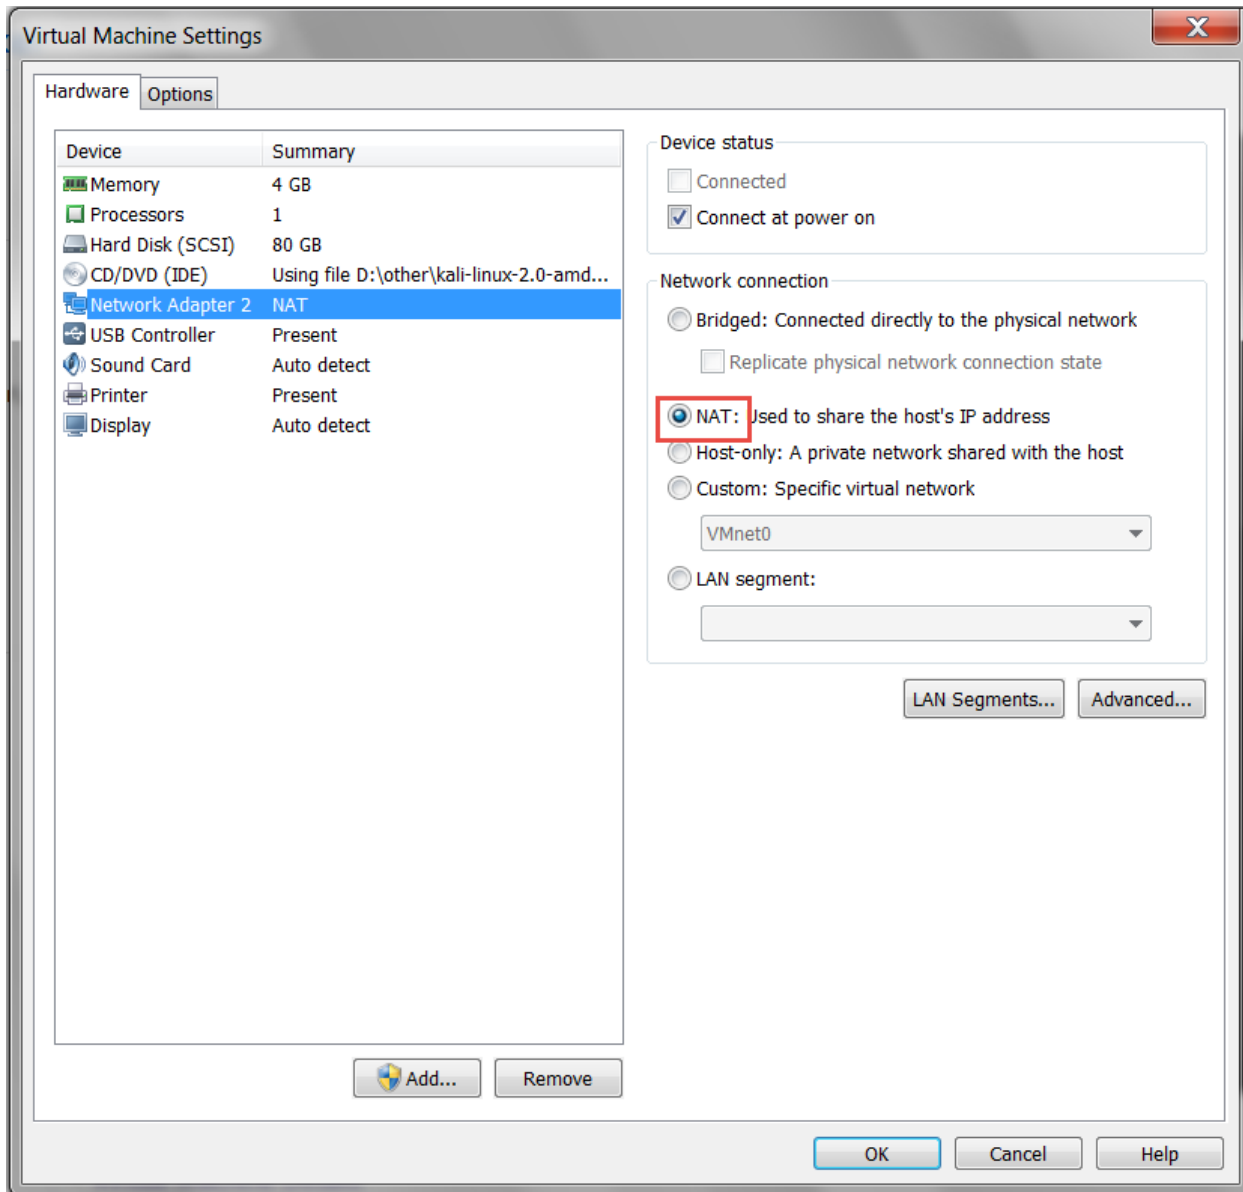 Virtual Machine Settings
X
Hardware
Options
Device Summary
Memory 4 GB
Processors 1
Hard Disk (SCSI) 80 GB
CD/DVD (IDE) Using file D:\other\kali-linux-2.0-amd...
Network Adapter 2 NAT
USB Controller Present
Sound Card Auto detect
Printer Present
Display Auto detect
Add...
Remove
Device status
Connected
Connect at power on
Network connection
Bridged: Connected directly to the physical network
Replicate physical network connection state
NAT: Used to share the host's IP address
Host-only: A private network shared with the host
Custom: Specific virtual network
VMnet0
LAN segment:
LAN Segments...
Advanced...
OK
Cancel
Help